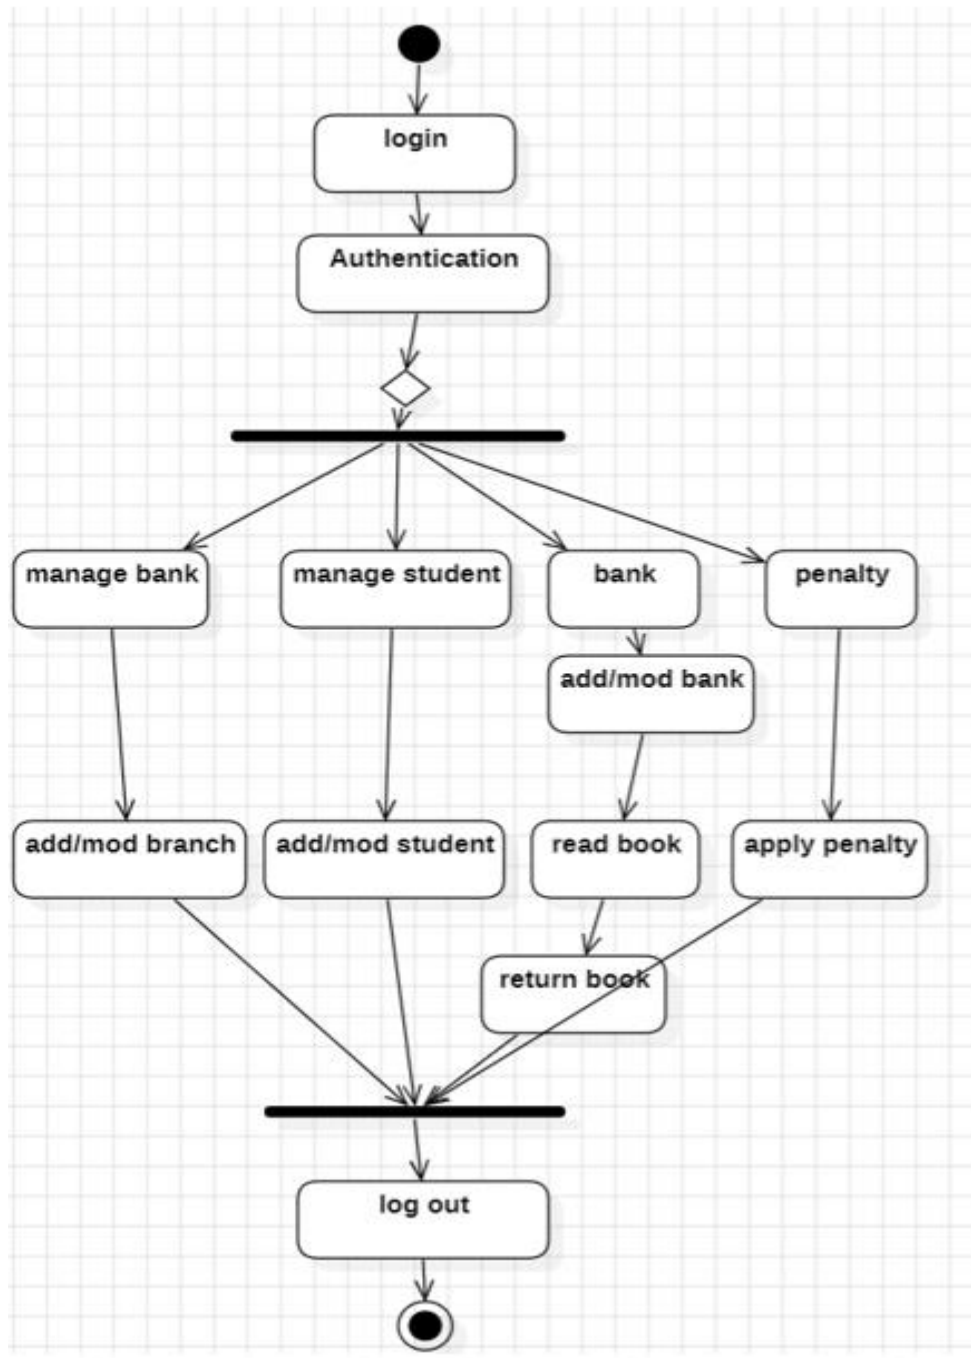 login
Authentication
manage bank
manage student
bank
penalty
add/mod bank
add/mod branch
add/mod student
read book
apply penalty
return book
log out